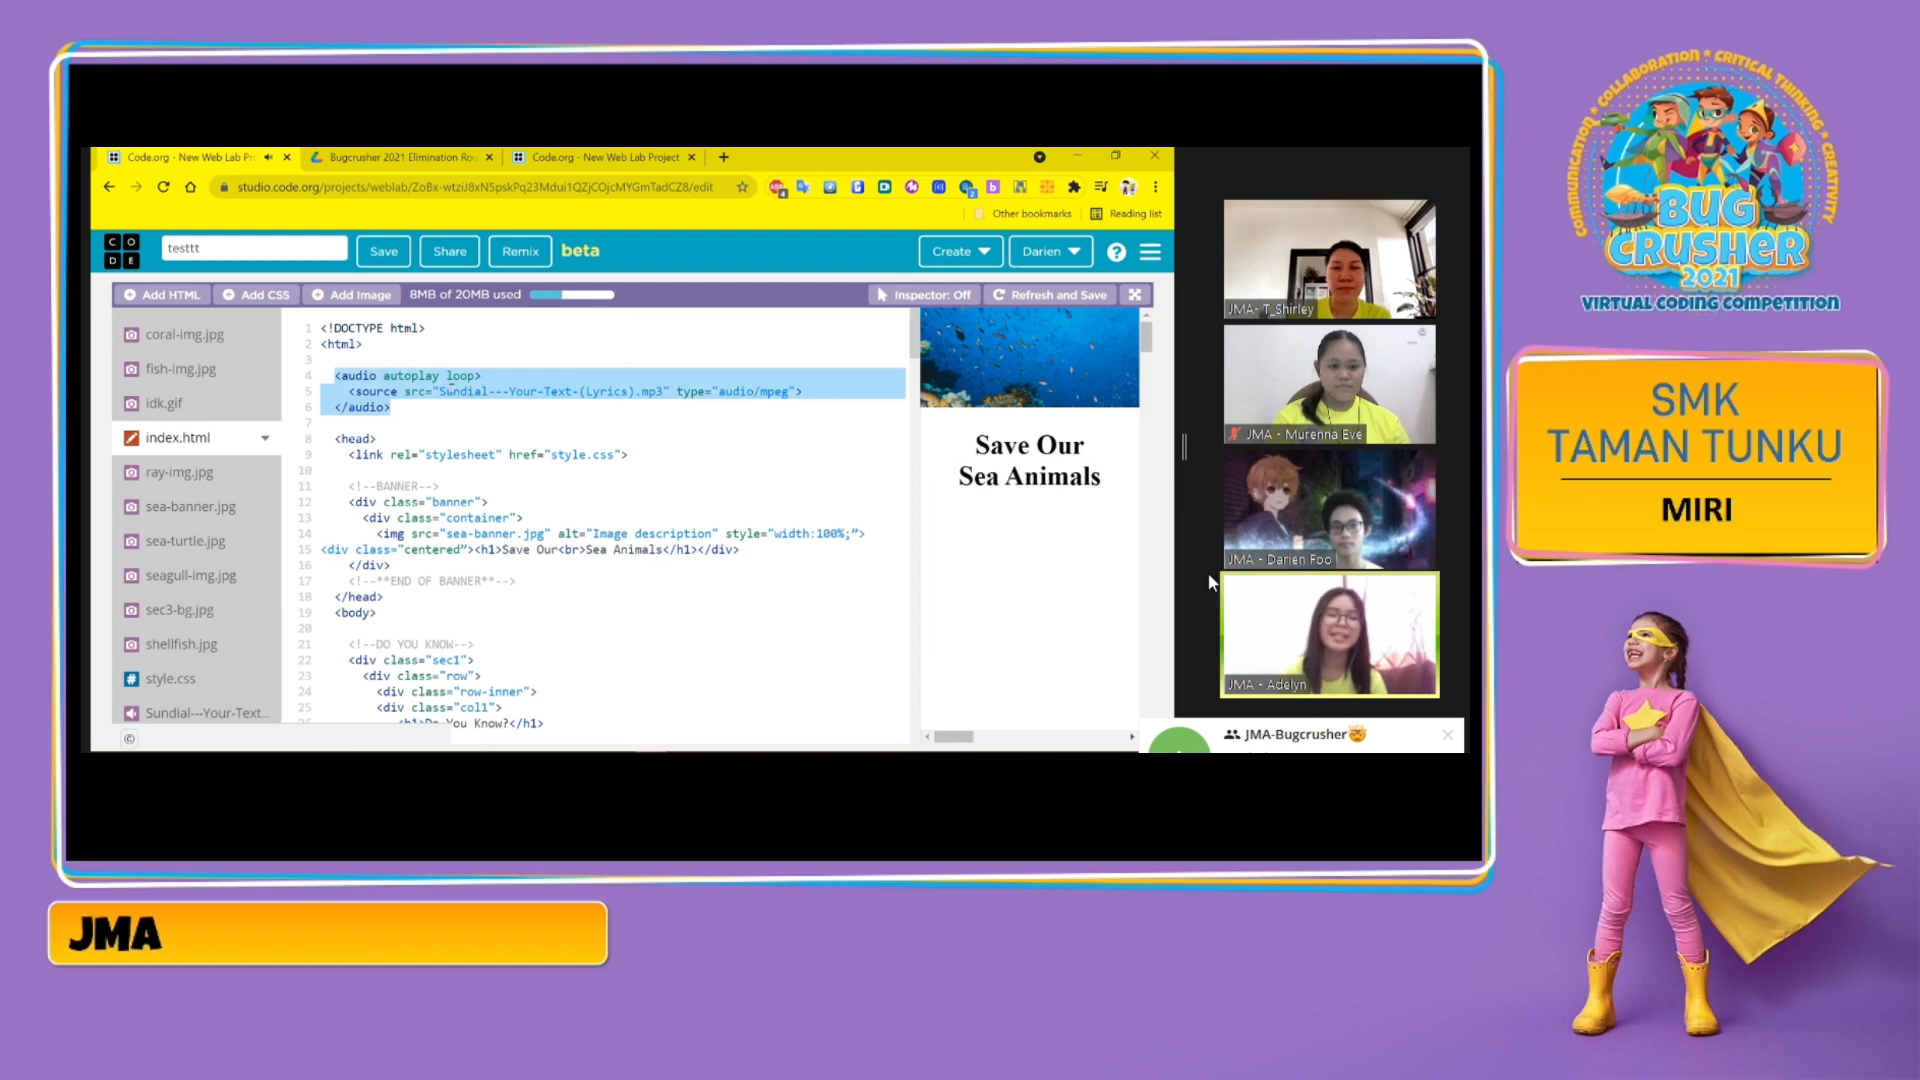 Code.org - New Web Lab Pr
Bugcrusher 2021 Elimination Rou
Code.org - New Web Lab Project
studio.code.org/projects/weblab/ZoBx-wtziJ8xN5pskPq23Mdui1QZjCOjcMYGmTadCZ8/edit
Other bookmarks
Reading list
CODE
testtt
Save
Share
Remix
beta
Create
Darien
?
Add HTML
Add CSS
Add Image
8MB of 20MB used
Inspector: Off
Refresh and Save
coral-img.jpg
fish-img.jpg
idk.gif
index.html
ray-img.jpg
sea-banner.jpg
sea-turtle.jpg
seagull-img.jpg
sec3-bg.jpg
shellfish.jpg
style.css
Sundial---Your-Text...
1 <!DOCTYPE html>
2 <html>
3
4 <audio autoplay loop>
5 <source src="Sundial---Your-Text-(Lyrics).mp3" type="audio/mpeg">
6 </audio>
7
8 <head>
9 <link rel="stylesheet" href="style.css">
10
11 <!--BANNER-->
12 <div class="banner">
13 <div class="container">
14 <img src="sea-banner.jpg" alt="Image description" style="width:100%;”>
15 <div class="centered”><h1>Save Our<br>Sea Animals</h1></div>
16 </div>
17 <!--**END OF BANNER**-->
18 </head>
19 <body>
20
21 <!--DO YOU KNOW-->
22 <div class="sec1">
23 <div class="row">
24 <div class="row-inner">
25 <div class="col1">
26 <h1>Do You Know?</h1>
©
Save Our
Sea Animals
JMA- T_Shirley
JMA - Murenna Eve
JMA - Darien Foo
JMA - Adelyn
JMA-Bugcrusher🤯
COMMUNICATION * COLLABORATION * CRITICAL THINKING * CREATIVITY
BUG
CRUSHER
2021
VIRTUAL CODING COMPETITION
SMK
TAMAN TUNKU
MIRI
JMA